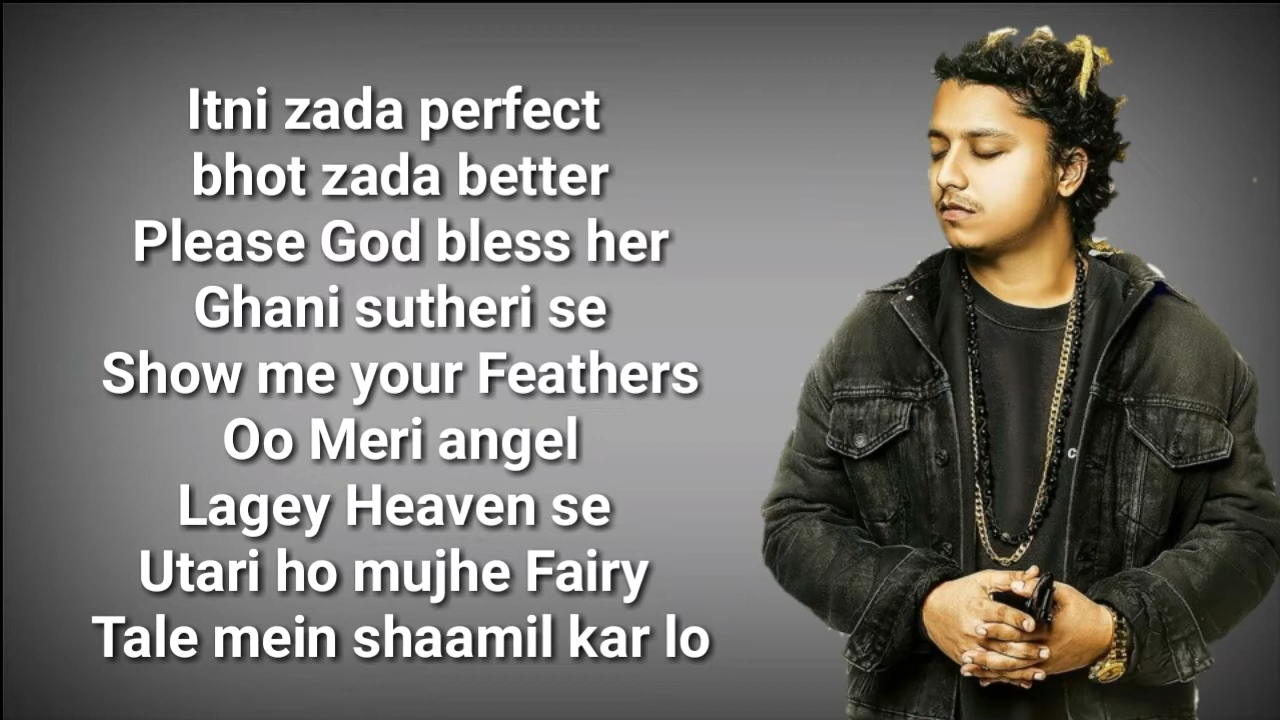 Itni zada perfect
bhot zada better
Please God bless her
Ghani sutheri se
Show me your Feathers
Oo Meri angel
Lagey Heaven se
Utari ho mujhe Fairy
Tale mein shaamil kar lo